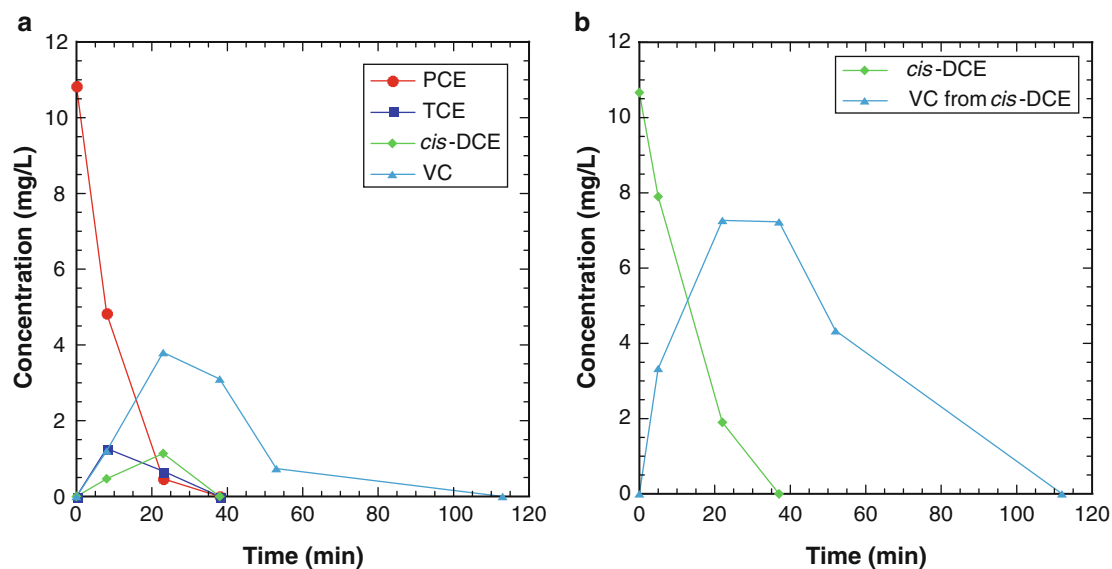 a
12
10
8
6
4
2
0
0 20 40 60 80 100 120
Concentration (mg/L)
Time (min)
PCE
TCE
cis-DCE
VC
b
12
10
8
6
4
2
0
0 20 40 60 80 100 120
Concentration (mg/L)
Time (min)
cis-DCE
VC from cis-DCE